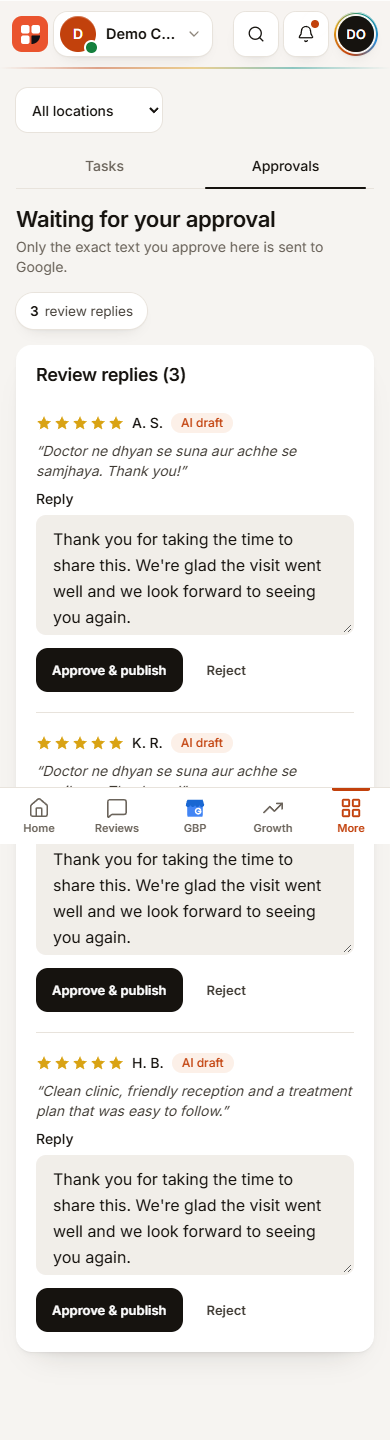 D
Demo C...
DO
All locations
Tasks
Approvals
Waiting for your approval
Only the exact text you approve here is sent to
Google.
3 review replies
Review replies (3)
A. S.
AI draft
“Doctor ne dhyan se suna aur achhe se
samjhaya. Thank you!”
Reply
Thank you for taking the time to
share this. We're glad the visit went
well and we look forward to seeing
you again.
Approve & publish
Reject
K. R.
AI draft
“Doctor ne dhyan se suna aur achhe se
Home
Reviews
GBP
Growth
More
Thank you for taking the time to
share this. We're glad the visit went
well and we look forward to seeing
you again.
Approve & publish
Reject
H. B.
AI draft
“Clean clinic, friendly reception and a treatment
plan that was easy to follow.”
Reply
Thank you for taking the time to
share this. We're glad the visit went
well and we look forward to seeing
you again.
Approve & publish
Reject